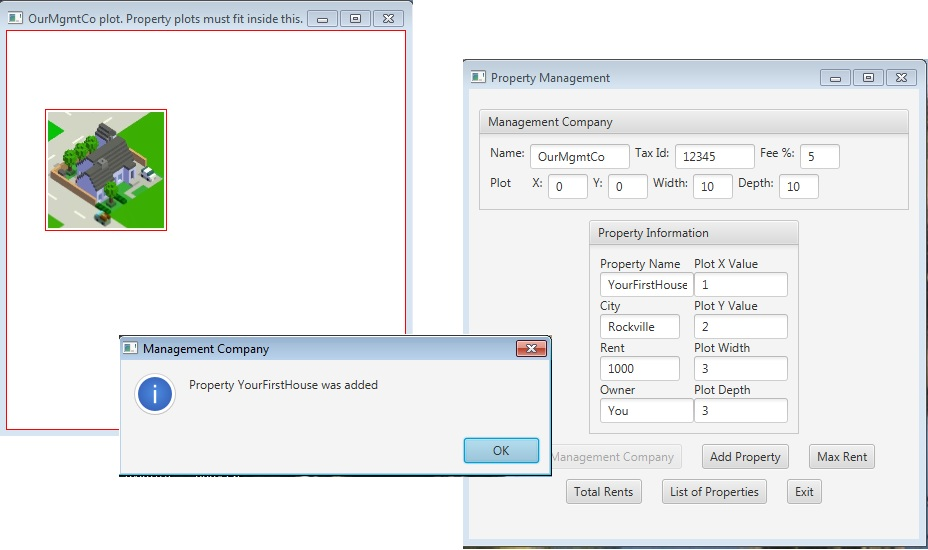 OurMgmtCo plot. Property plots must fit inside this.
Property Management
Management Company
Name: OurMgmtCo Tax Id: 12345 Fee %: 5
Plot X: 0 Y: 0 Width: 10 Depth: 10
Property Information
Property Name Plot X Value
YourFirstHouse 1
City Plot Y Value
Rockville 2
Rent Plot Width
1000 3
Owner Plot Depth
You 3
Management Company
Property YourFirstHouse was added
OK
Management Company Add Property Max Rent
Total Rents List of Properties Exit